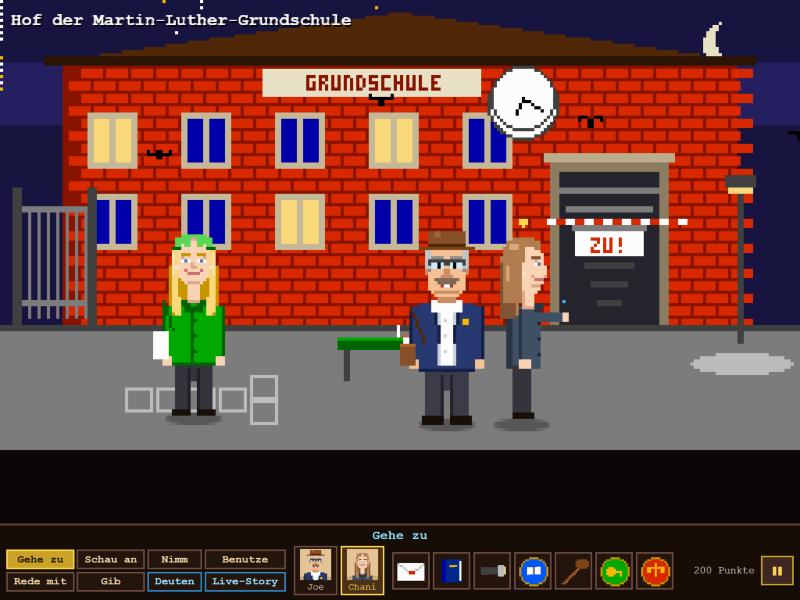 Hof der Martin-Luther-Grundschule
GRUNDSCHULE
ZU!
Gehe zu
Gehe zu Schau an Nimm Benutze
Rede mit Gib Deuten Live-Story
Joe Chani
200 Punkte